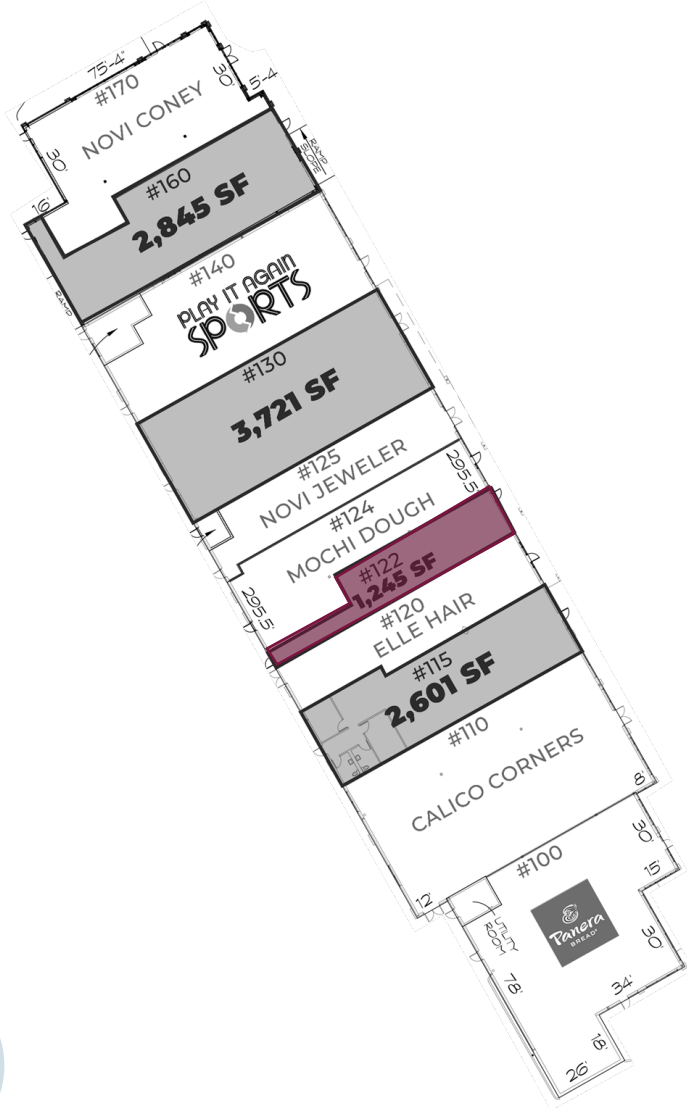 75'-4"
#170
30'
5'-4
NOVI CONEY
30'
RAMP
SLOPE
#160
16'
2,845 SF
RAMP
#140
PLAY IT AGAIN
SPORTS
#130
3,721 SF
#125
NOVI JEWELER
295.5'
#124
MOCHI DOUGH
#122
1,245 SF
295.5'
#120
ELLE HAIR
#115
2,601 SF
#110
CALICO CORNERS
8'
30'
#100
15'
12'
Panera
BREAD®
UTILITY
ROOM
30'
78'
34'
18'
26'